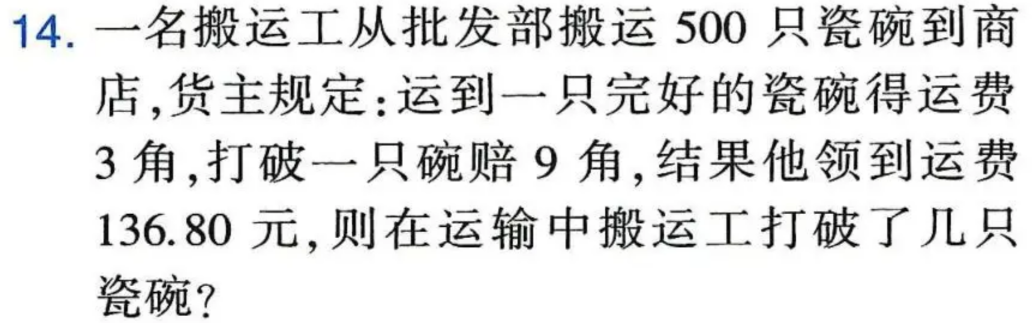 14. 一名搬运工从批发部搬运 500 只瓷碗到商
店,货主规定:运到一只完好的瓷碗得运费
3 角,打破一只碗赔 9 角,结果他领到运费
136.80 元,则在运输中搬运工打破了几只
瓷碗?